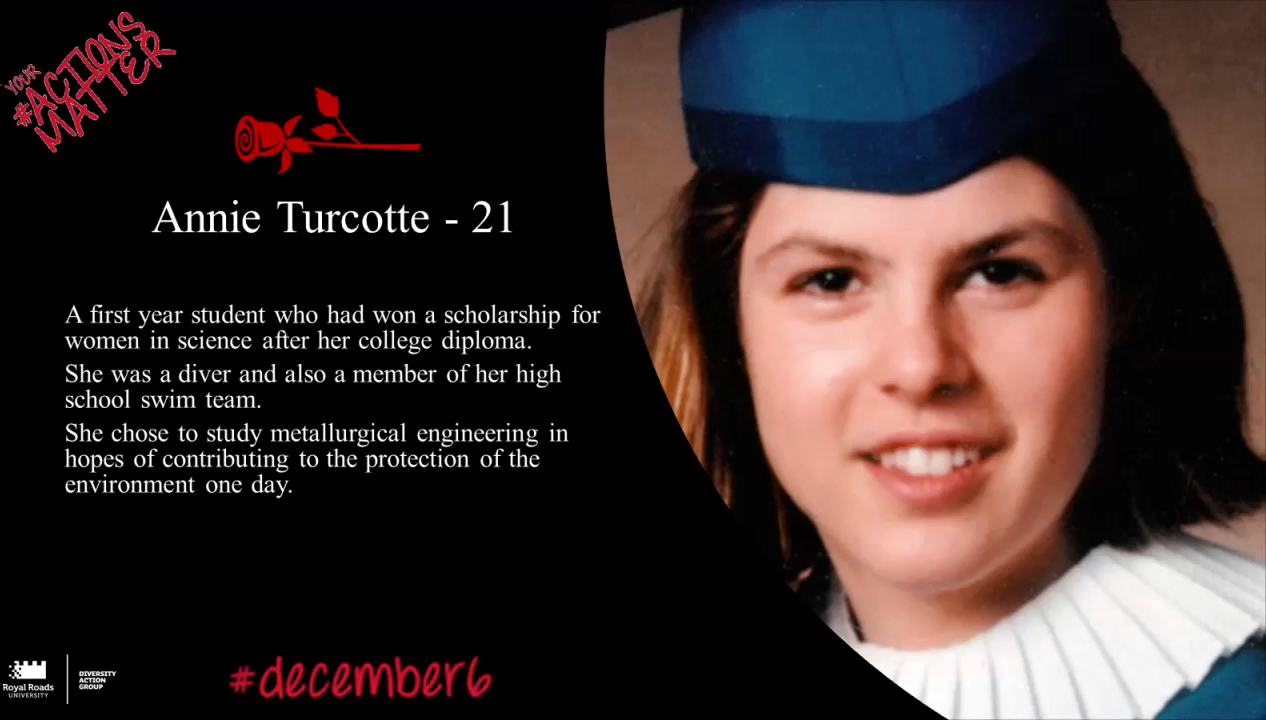 YOUR
#ACTIONS
MATTER
Annie Turcotte - 21
A first year student who had won a scholarship for
women in science after her college diploma.
She was a diver and also a member of her high
school swim team.
She chose to study metallurgical engineering in
hopes of contributing to the protection of the
environment one day.
Royal Roads
UNIVERSITY
DIVERSITY
ACTION
GROUP
#december6